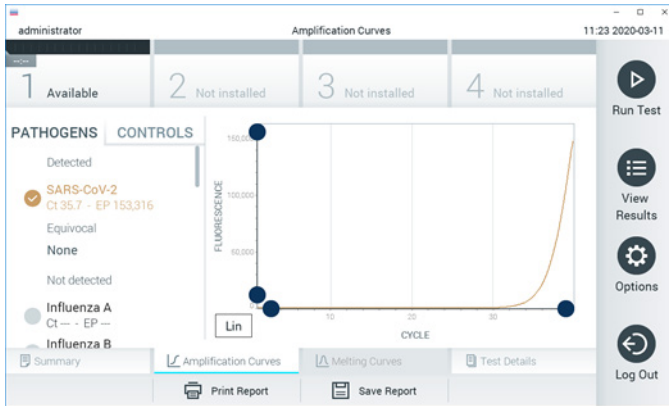 administrator
Amplification Curves
11:23 2020-03-11
--:--
1 Available
2 Not installed
3 Not installed
4 Not installed
Run Test
PATHOGENS
CONTROLS
Detected
SARS-CoV-2
Ct 35.7 - EP 153,316
Equivocal
None
Not detected
Influenza A
Ct --- - EP ---
Influenza B
FLUORESCENCE
160,000
100,000
50,000
0
10
20
30
CYCLE
Lin
View
Results
Options
Log Out
Summary
Amplification Curves
Melting Curves
Test Details
Print Report
Save Report